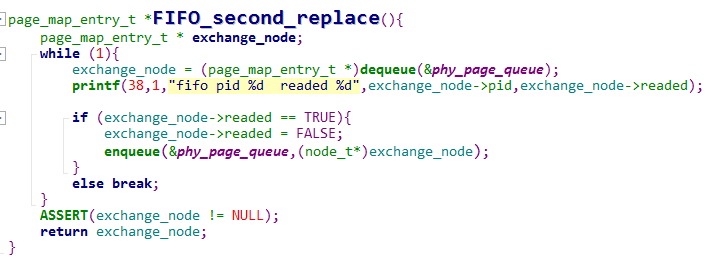 page_map_entry_t *FIFO_second_replace(){
    page_map_entry_t * exchange_node;
    while (1){
        exchange_node = (page_map_entry_t *)dequeue(&phy_page_queue);
        printf(38,1,"fifo pid %d  readed %d",exchange_node->pid,exchange_node->readed);

        if (exchange_node->readed == TRUE){
            exchange_node->readed = FALSE;
            enqueue(&phy_page_queue,(node_t*)exchange_node);
        }
        else break;
    }
    ASSERT(exchange_node != NULL);
    return exchange_node;
}